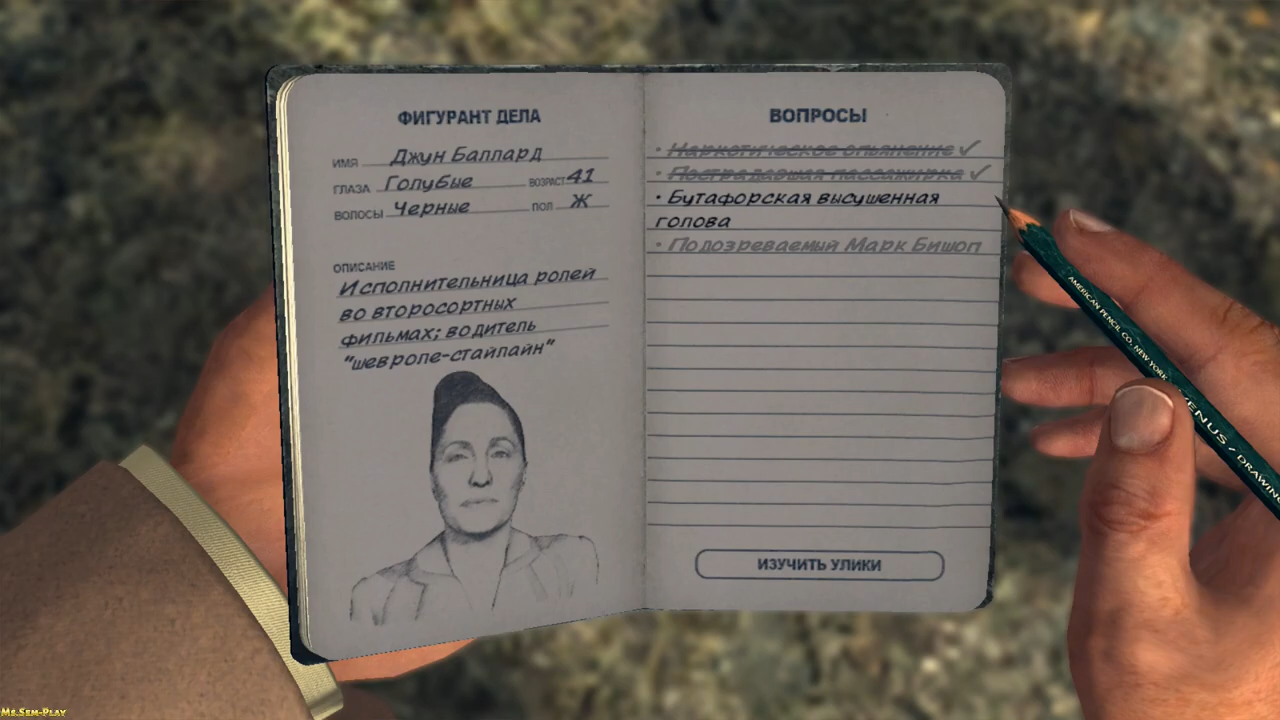 ФИГУРАНТ ДЕЛА
ИМЯ Джун Баллард
ГЛАЗА Голубые ВОЗРАСТ 41
ВОЛОСЫ Черные ПОЛ Ж
ОПИСАНИЕ
Исполнительница ролей
во второсортных
фильмах; водитель
"шевроле-стайлайн"
ВОПРОСЫ
• Наркотическое опьянение ✓
• Пострадавшая пассажирка ✓
• Бутафорская высушенная
голова
• Подозреваемый Марк Бишоп
ИЗУЧИТЬ УЛИКИ
AMERICAN PENCIL CO. NEW YORK
VENUS / DRAWING
Ms.Sem-Play